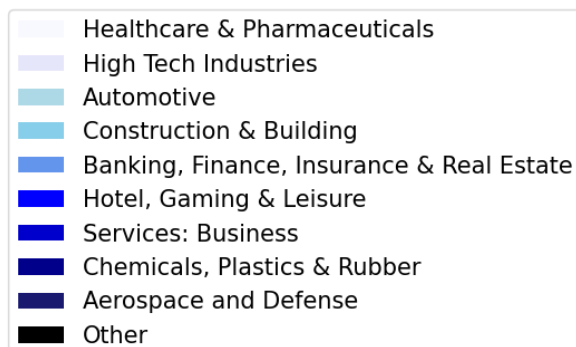 Healthcare & Pharmaceuticals
High Tech Industries
Automotive
Construction & Building
Banking, Finance, Insurance & Real Estate
Hotel, Gaming & Leisure
Services: Business
Chemicals, Plastics & Rubber
Aerospace and Defense
Other